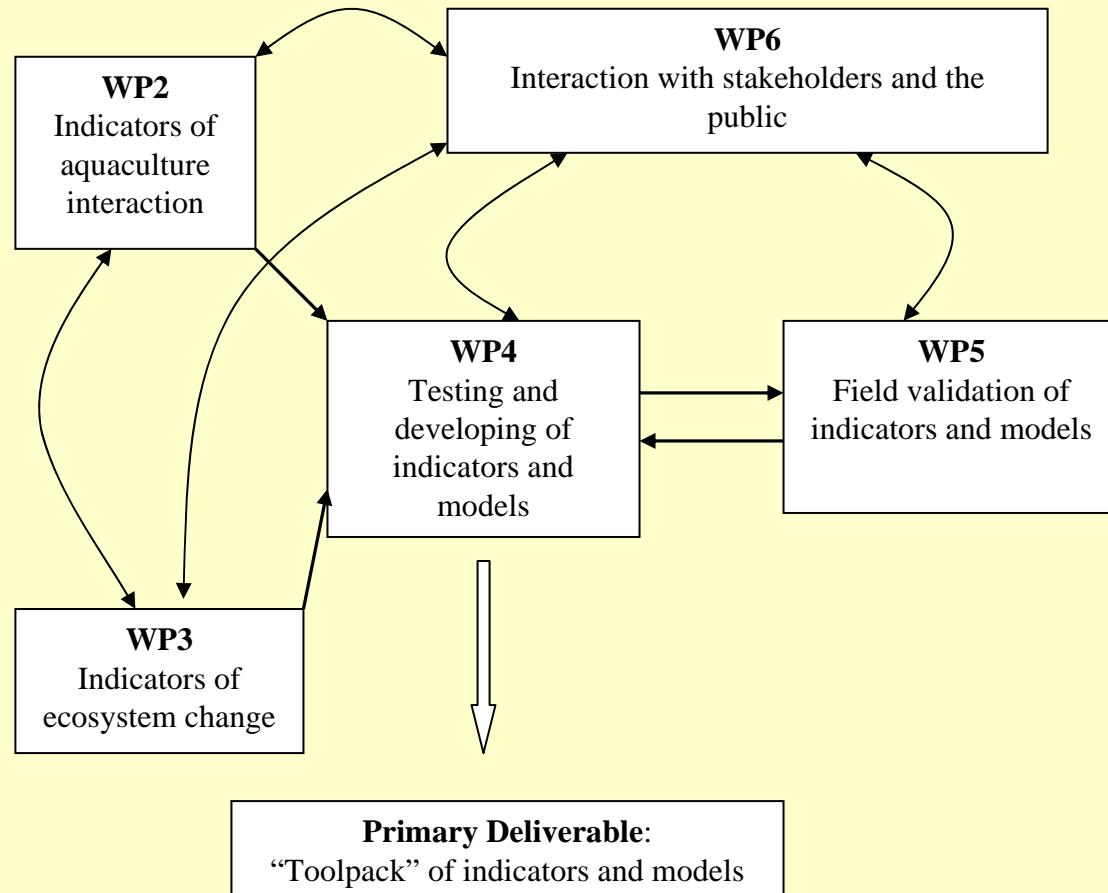 WP6
Interaction with stakeholders and the
public
WP2
Indicators of
aquaculture
interaction
WP4
Testing and
developing of
indicators and
models
WP5
Field validation of
indicators and models
WP3
Indicators of
ecosystem change
Primary Deliverable:
“Toolpack” of indicators and models